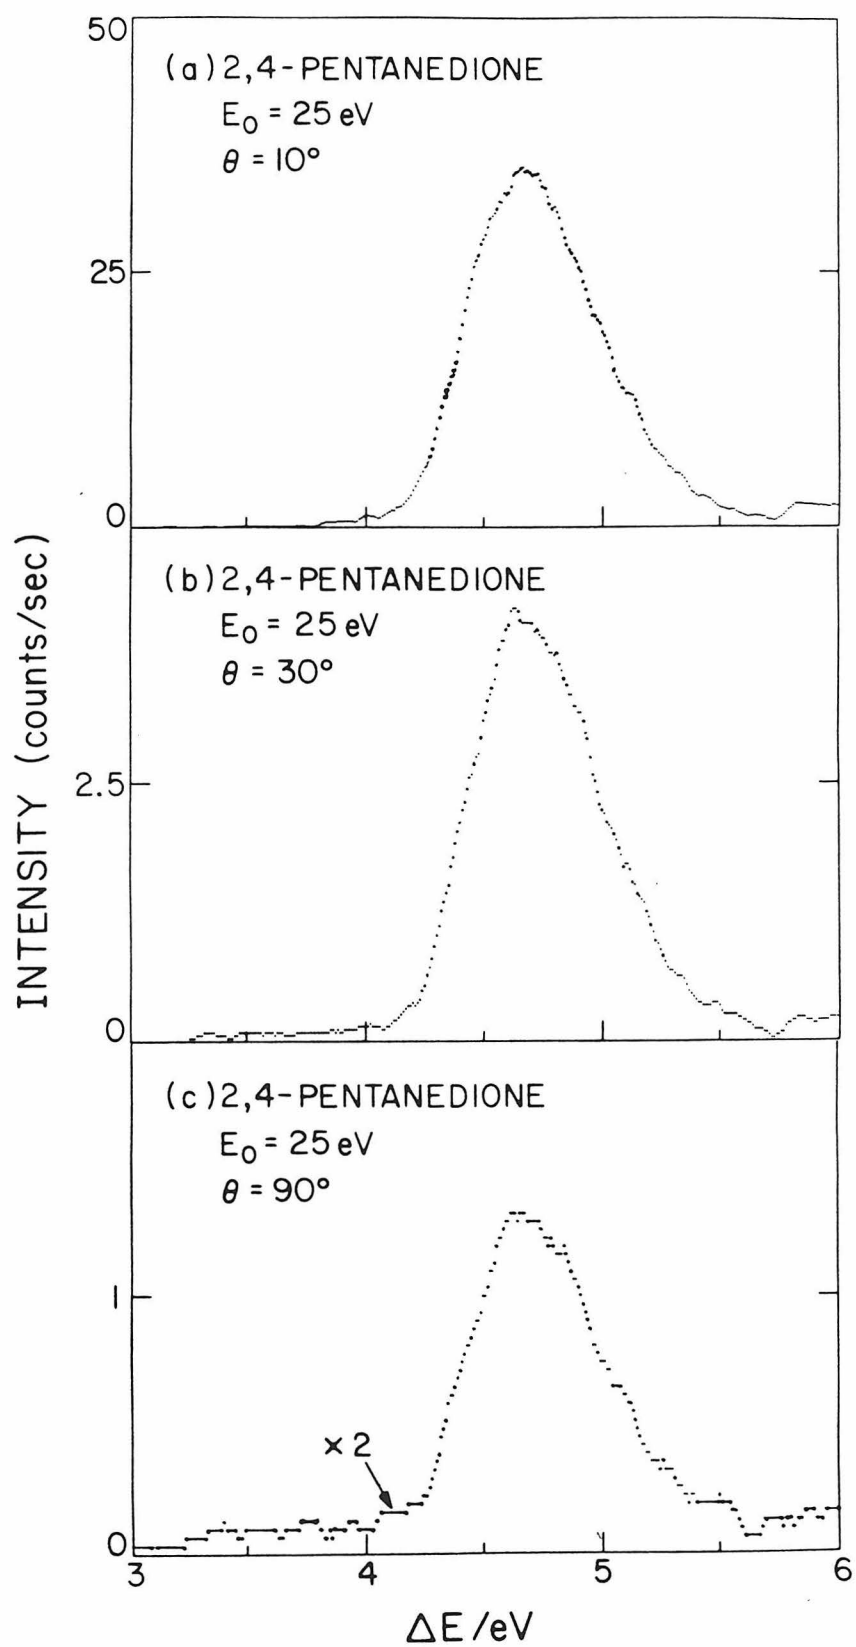 INTENSITY (counts/sec)
50
(a) 2,4-PENTANEDIONE
E₀ = 25 eV
θ = 10°
25
0
(b) 2,4-PENTANEDIONE
E₀ = 25 eV
θ = 30°
2.5
0
(c) 2,4-PENTANEDIONE
E₀ = 25 eV
θ = 90°
1
× 2
0
3 4 5 6
ΔE/eV